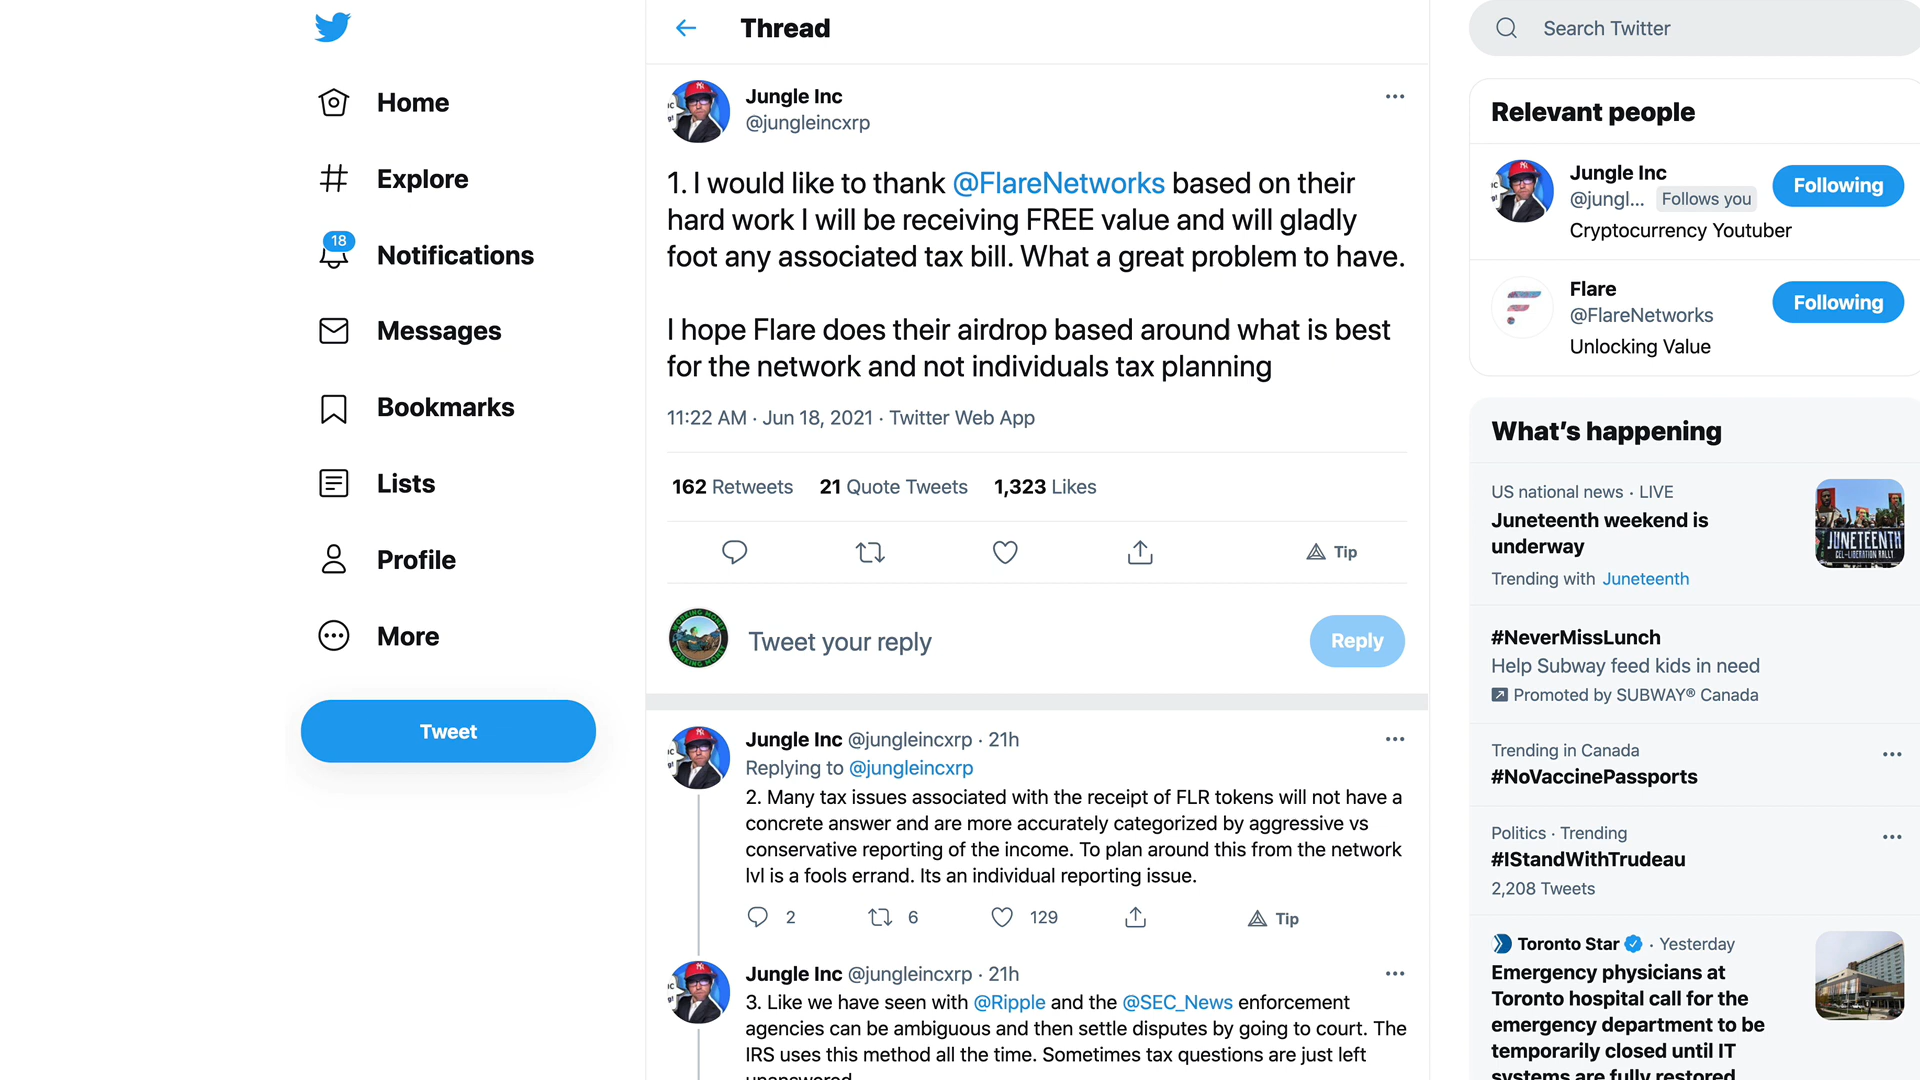 Home
Explore
18
Notifications
Messages
Bookmarks
Lists
Profile
More
Tweet
Thread
Jungle Inc
@jungleincxrp
1. I would like to thank @FlareNetworks based on their
hard work I will be receiving FREE value and will gladly
foot any associated tax bill. What a great problem to have.
I hope Flare does their airdrop based around what is best
for the network and not individuals tax planning
11:22 AM · Jun 18, 2021 · Twitter Web App
162 Retweets 21 Quote Tweets 1,323 Likes
Tip
Tweet your reply
Reply
Jungle Inc @jungleincxrp · 21h
Replying to @jungleincxrp
2. Many tax issues associated with the receipt of FLR tokens will not have a
concrete answer and are more accurately categorized by aggressive vs
conservative reporting of the income. To plan around this from the network
lvl is a fools errand. Its an individual reporting issue.
2 6 129 Tip
Jungle Inc @jungleincxrp · 21h
3. Like we have seen with @Ripple and the @SEC_News enforcement
agencies can be ambiguous and then settle disputes by going to court. The
IRS uses this method all the time. Sometimes tax questions are just left
Search Twitter
Relevant people
Jungle Inc
@jungl... Follows you
Following
Cryptocurrency Youtuber
Flare
@FlareNetworks
Following
Unlocking Value
What's happening
US national news · LIVE
Juneteenth weekend is
underway
Trending with Juneteenth
JUNETEENTH
#NeverMissLunch
Help Subway feed kids in need
Promoted by SUBWAY® Canada
Trending in Canada
#NoVaccinePassports
Politics · Trending
#IStandWithTrudeau
2,208 Tweets
Toronto Star · Yesterday
Emergency physicians at
Toronto hospital call for the
emergency department to be
temporarily closed until IT
systems are fully restored